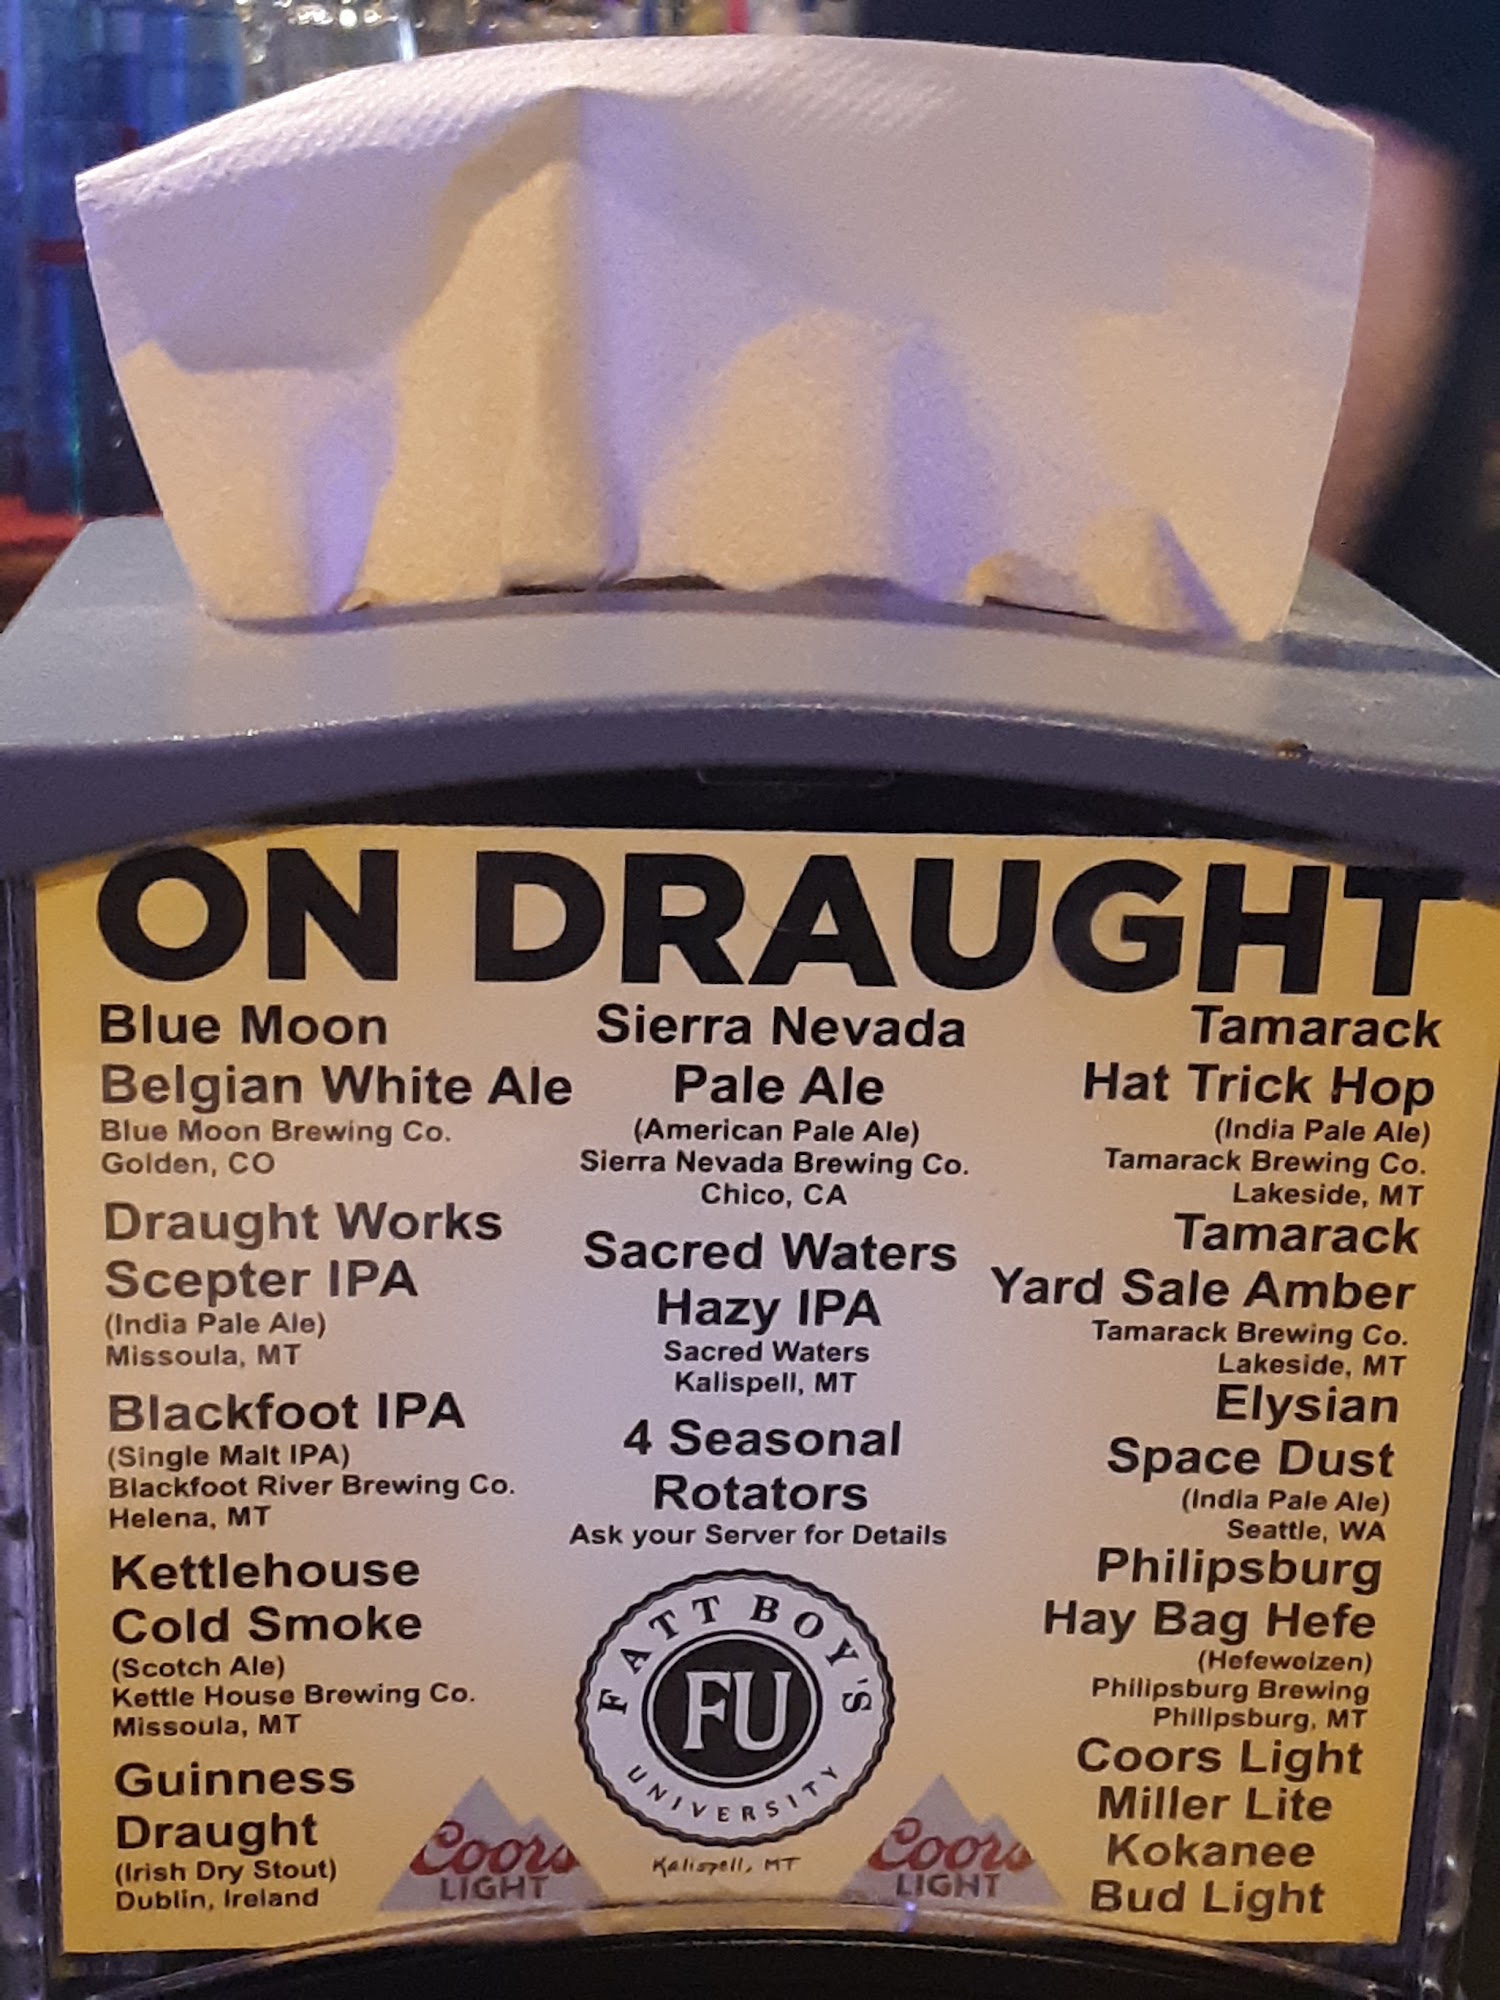 ON DRAUGHT
Blue Moon
Belgian White Ale
Blue Moon Brewing Co.
Golden, CO
Draught Works
Scepter IPA
(India Pale Ale)
Missoula, MT
Blackfoot IPA
(Single Malt IPA)
Blackfoot River Brewing Co.
Helena, MT
Kettlehouse
Cold Smoke
(Scotch Ale)
Kettle House Brewing Co.
Missoula, MT
Guinness
Draught
(Irish Dry Stout)
Dublin, Ireland
Sierra Nevada
Pale Ale
(American Pale Ale)
Sierra Nevada Brewing Co.
Chico, CA
Sacred Waters
Hazy IPA
Sacred Waters
Kalispell, MT
4 Seasonal
Rotators
Ask your Server for Details
FATT BOY'S
FU
UNIVERSITY
Kalispell, MT
Coors
LIGHT
Coors
LIGHT
Tamarack
Hat Trick Hop
(India Pale Ale)
Tamarack Brewing Co.
Lakeside, MT
Tamarack
Yard Sale Amber
Tamarack Brewing Co.
Lakeside, MT
Elysian
Space Dust
(India Pale Ale)
Seattle, WA
Philipsburg
Hay Bag Hefe
(Hefeweizen)
Philipsburg Brewing
Philipsburg, MT
Coors Light
Miller Lite
Kokanee
Bud Light